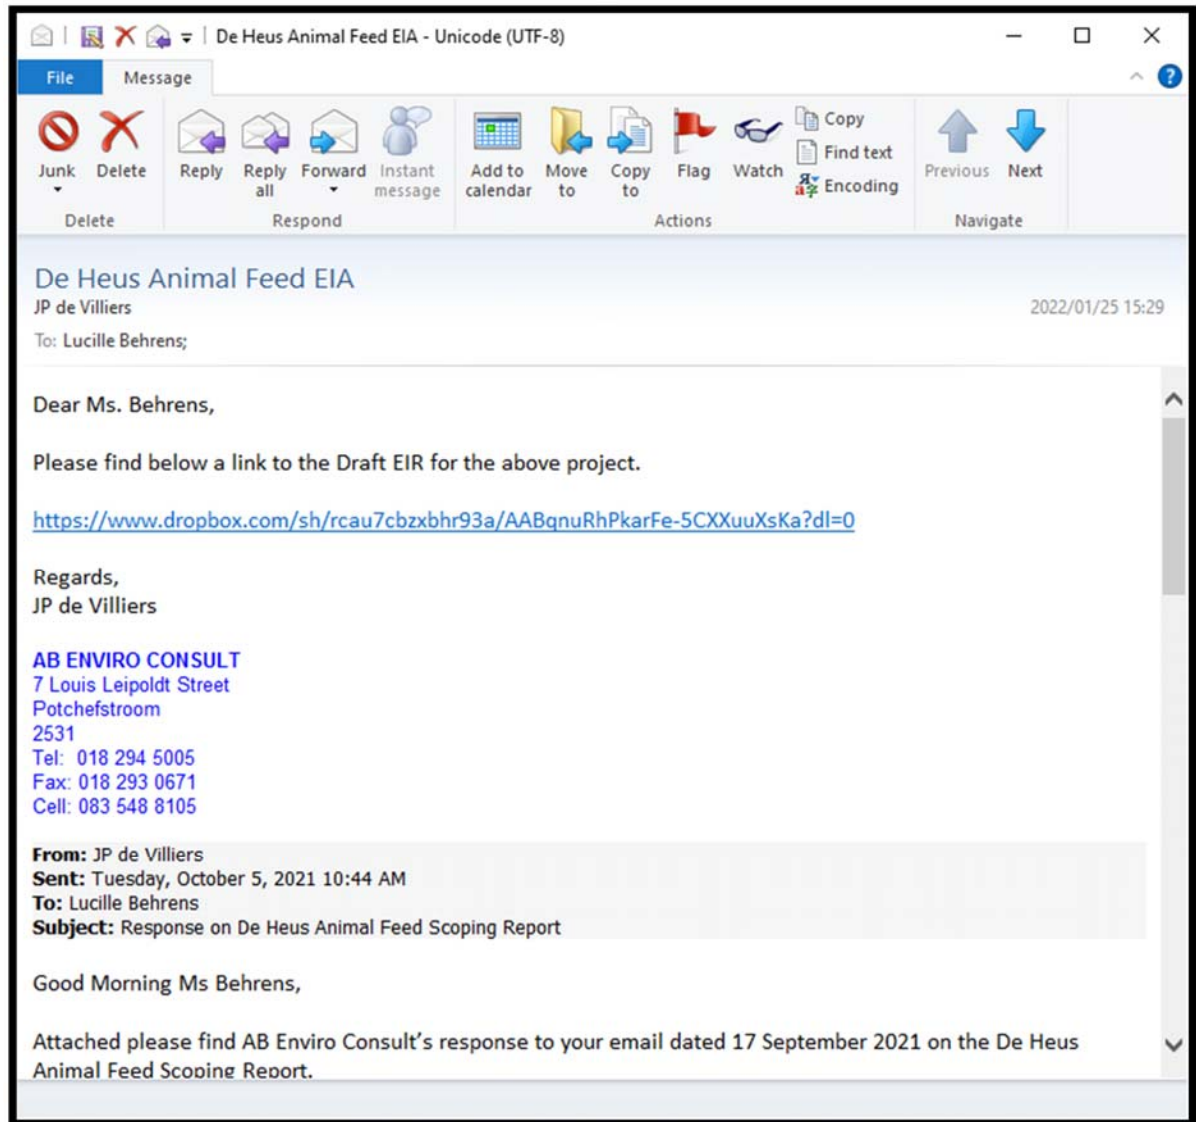 De Heus Animal Feed EIA - Unicode (UTF-8)
File Message
Junk Delete Reply Reply all Forward Instant message Add to calendar Move to Copy to Flag Watch Copy Find text Encoding Previous Next
Delete Respond Actions Navigate
De Heus Animal Feed EIA
JP de Villiers 2022/01/25 15:29
To: Lucille Behrens;
Dear Ms. Behrens,
Please find below a link to the Draft EIR for the above project.
https://www.dropbox.com/sh/rcau7cbzxbhr93a/AABqnuRhPkarFe-5CXXuuXsKa?dl=0
Regards,
JP de Villiers
AB ENVIRO CONSULT
7 Louis Leipoldt Street
Potchefstroom
2531
Tel: 018 294 5005
Fax: 018 293 0671
Cell: 083 548 8105
From: JP de Villiers
Sent: Tuesday, October 5, 2021 10:44 AM
To: Lucille Behrens
Subject: Response on De Heus Animal Feed Scoping Report
Good Morning Ms Behrens,
Attached please find AB Enviro Consult's response to your email dated 17 September 2021 on the De Heus
Animal Feed Scoping Report.